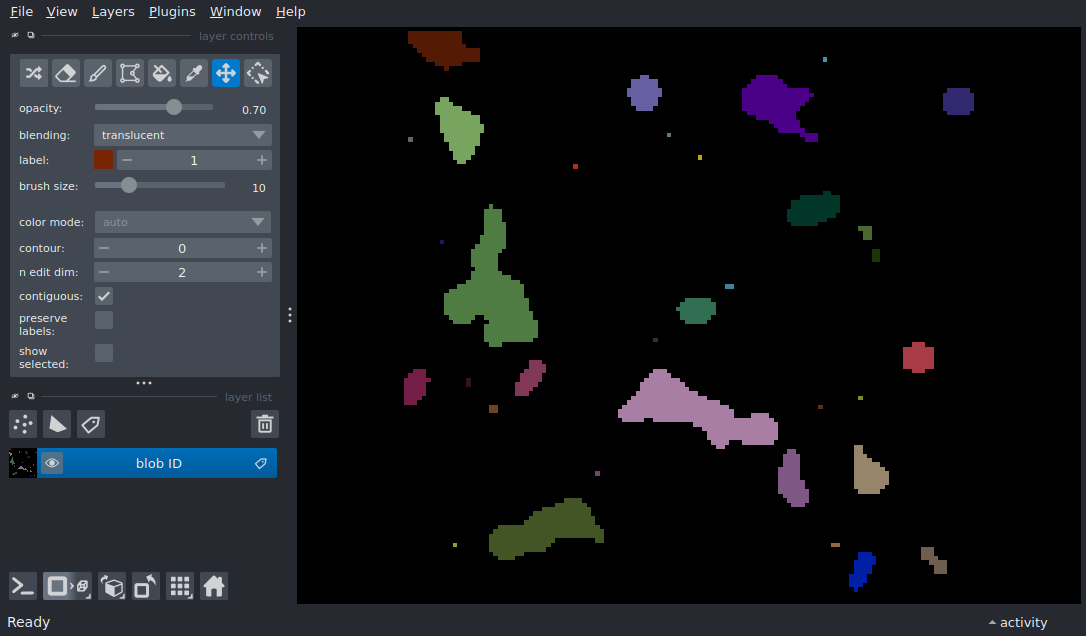 File View Layers Plugins Window Help
layer controls
opacity: 0.70
blending: translucent
label: 1
brush size: 10
color mode: auto
contour: 0
n edit dim: 2
contiguous:
preserve
labels:
show
selected:
layer list
blob ID
Ready activity